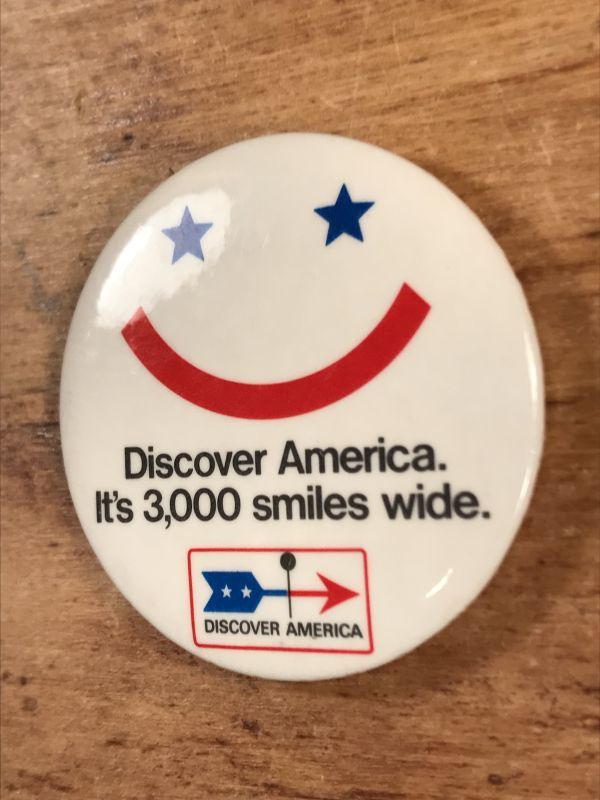 Discover America.
It's 3,000 smiles wide.
DISCOVER AMERICA